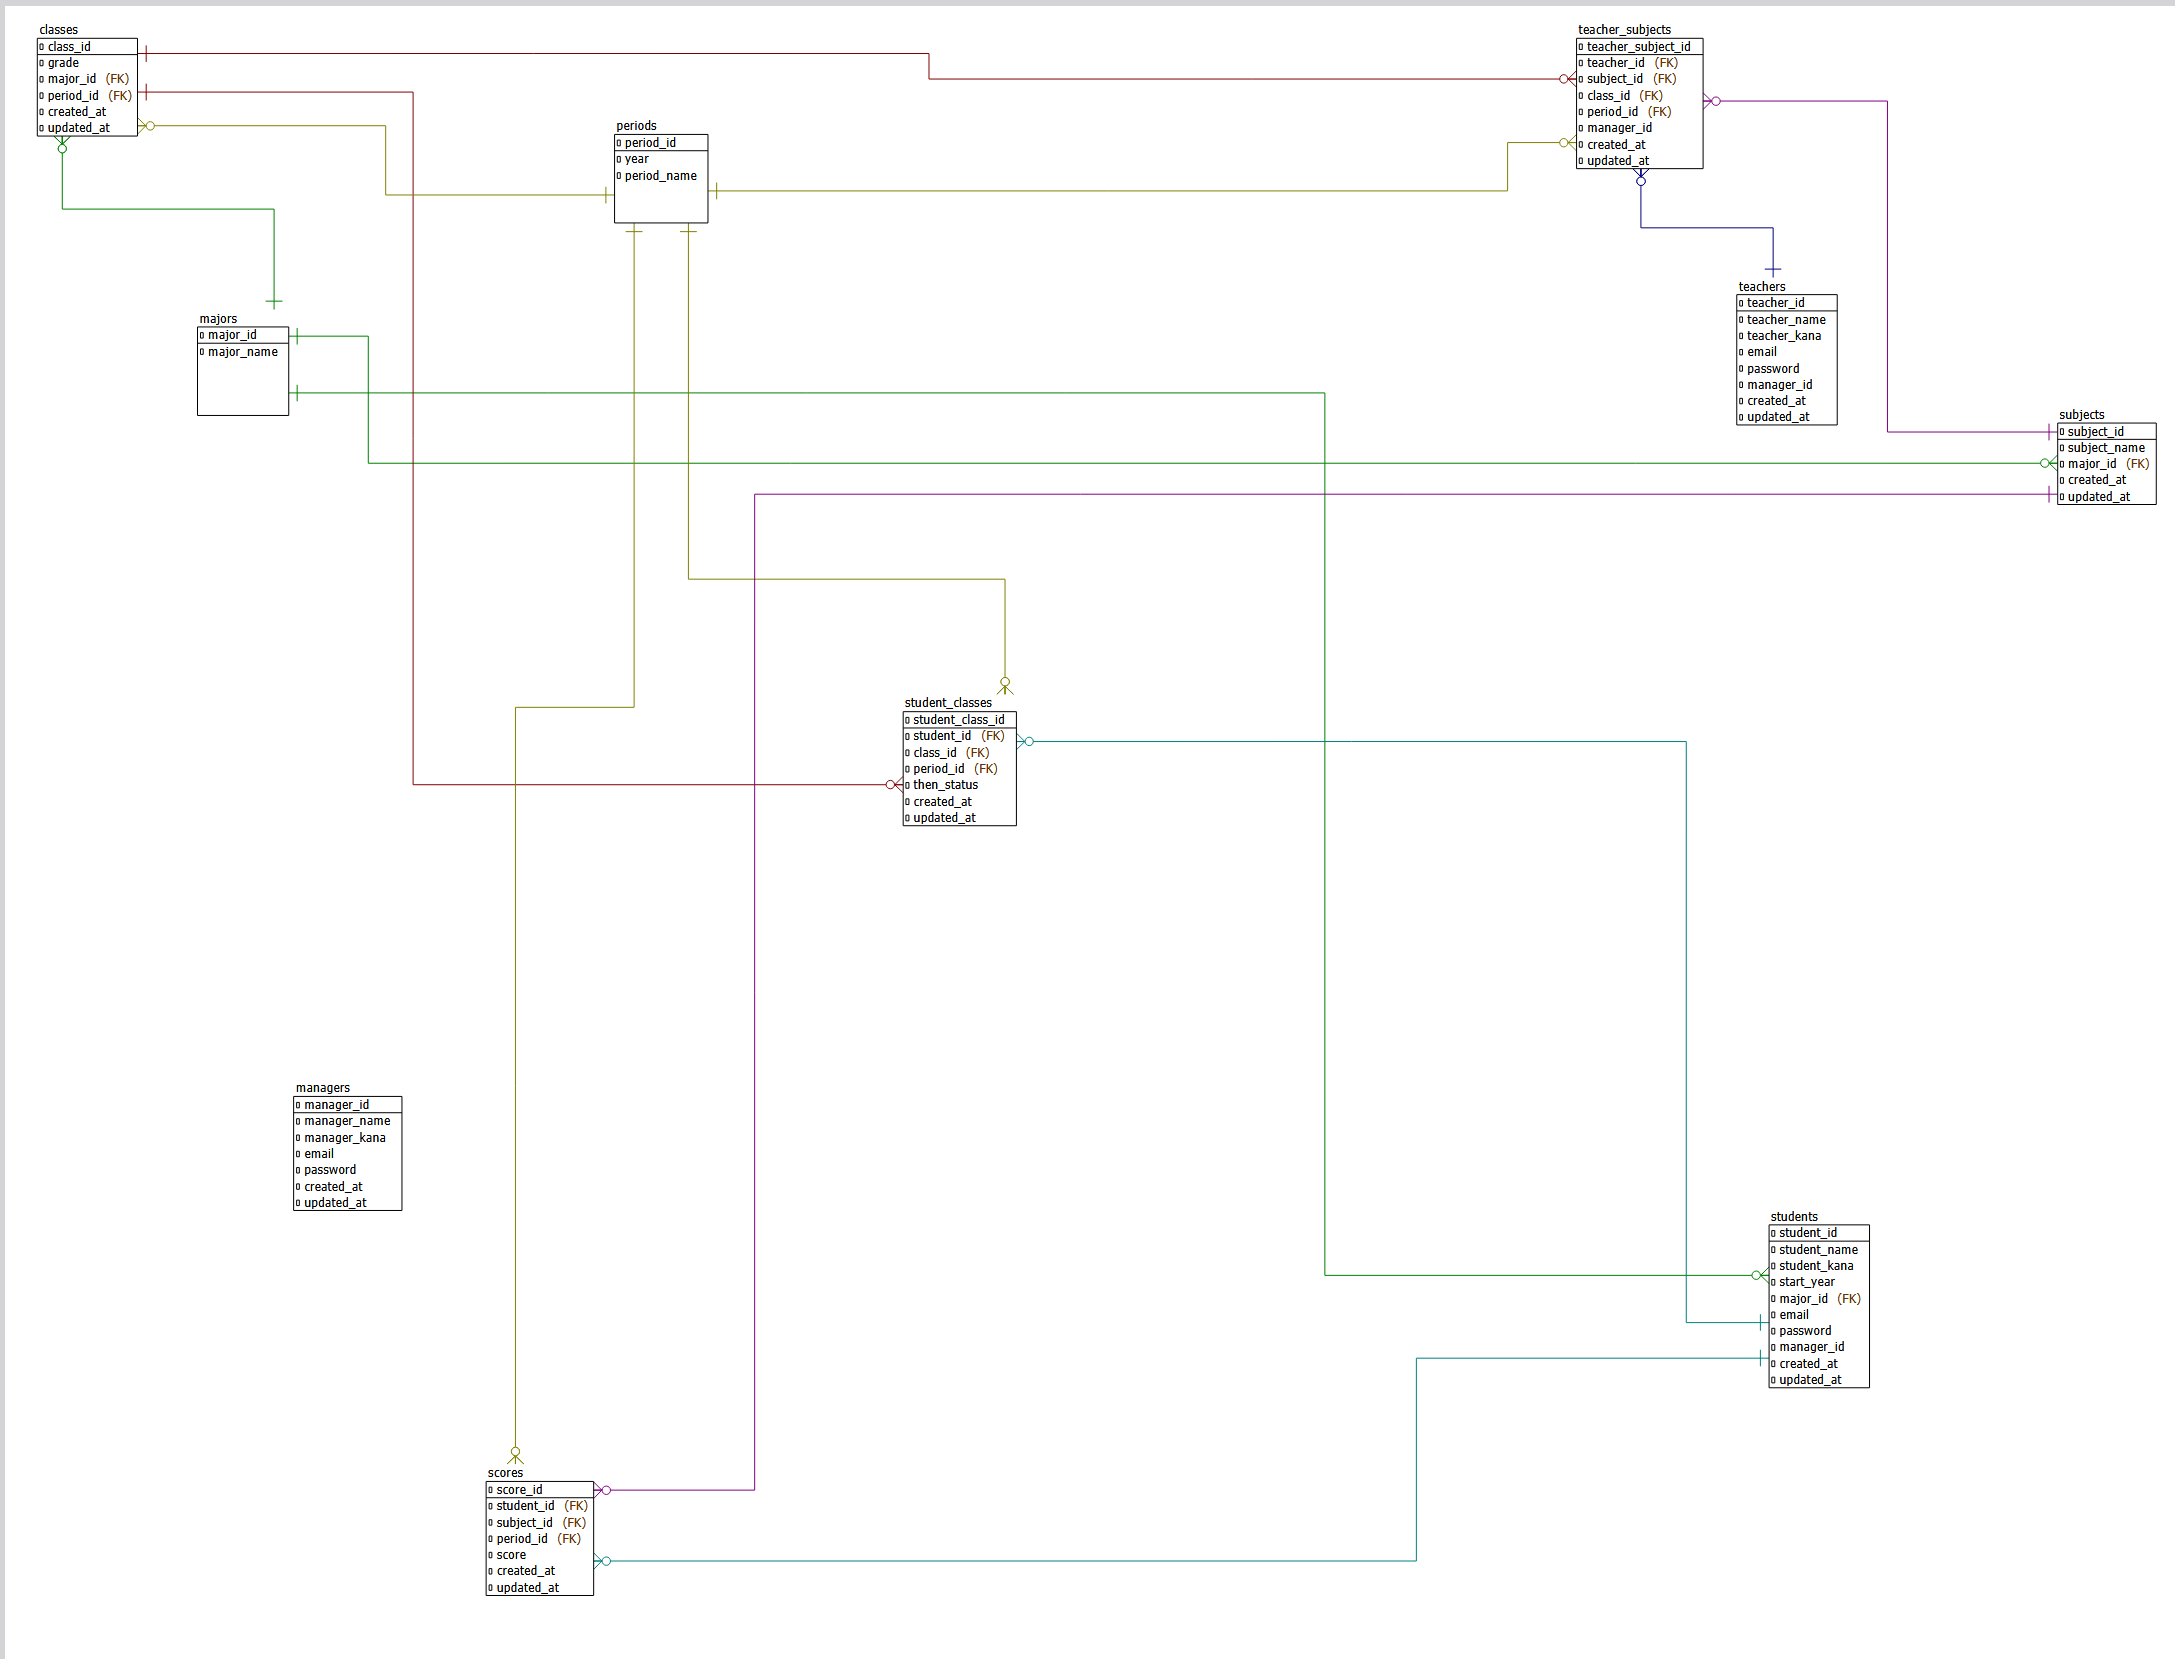 classes
class_id
grade
major_id (FK)
period_id (FK)
created_at
updated_at
teacher_subjects
teacher_subject_id
teacher_id (FK)
subject_id (FK)
class_id (FK)
period_id (FK)
manager_id
created_at
updated_at
periods
period_id
year
period_name
teachers
teacher_id
teacher_name
teacher_kana
email
password
manager_id
created_at
updated_at
majors
major_id
major_name
subjects
subject_id
subject_name
major_id (FK)
created_at
updated_at
student_classes
student_class_id
student_id (FK)
class_id (FK)
period_id (FK)
then_status
created_at
updated_at
managers
manager_id
manager_name
manager_kana
email
password
created_at
updated_at
students
student_id
student_name
student_kana
start_year
major_id (FK)
email
password
manager_id
created_at
updated_at
scores
score_id
student_id (FK)
subject_id (FK)
period_id (FK)
score
created_at
updated_at